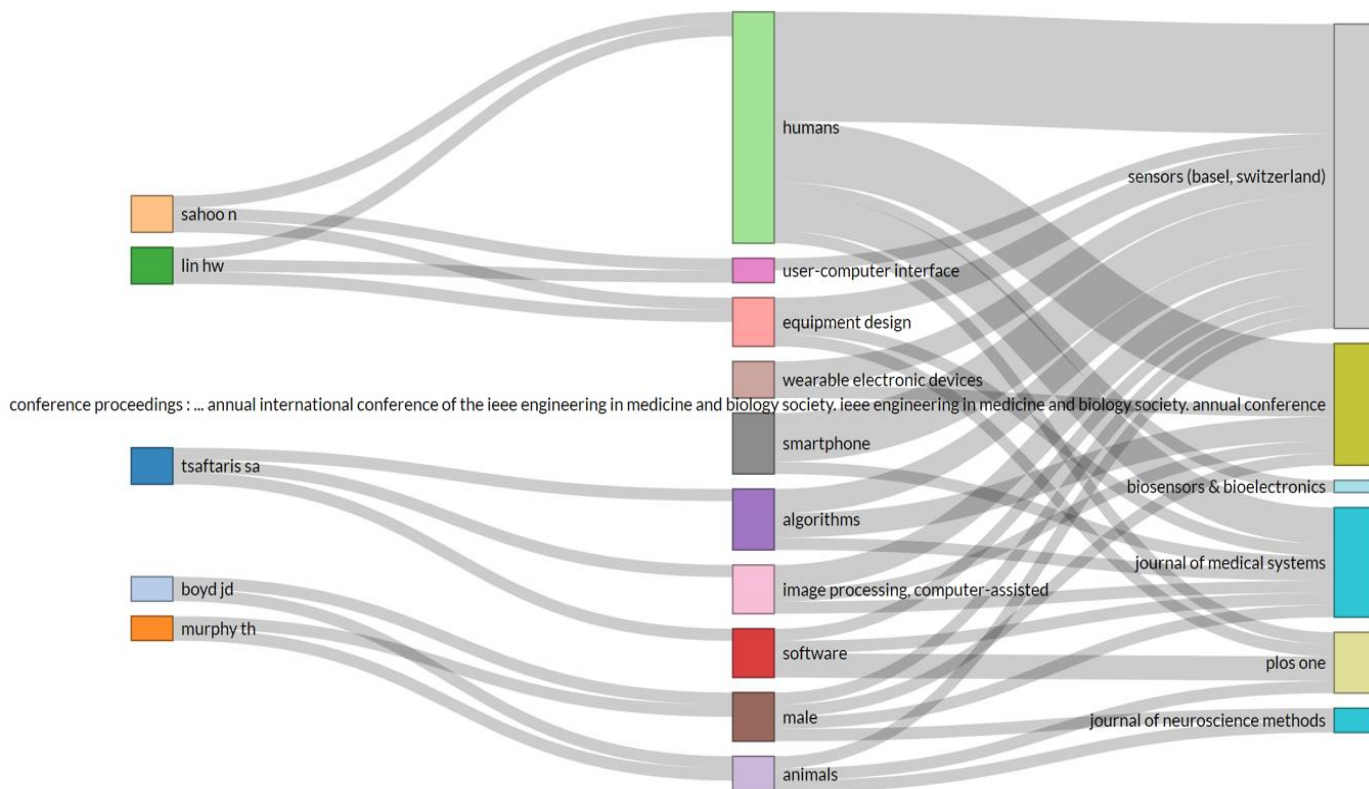 humans
sensors (basel, switzerland)
sahoo n
lin hw
user-computer interface
equipment design
wearable electronic devices
conference proceedings : ... annual international conference of the ieee engineering in medicine and biology society. ieee engineering in medicine and biology society. annual conference
smartphone
tsaftaris sa
biosensors & bioelectronics
algorithms
journal of medical systems
boyd jd
image processing, computer-assisted
murphy th
software
plos one
male
journal of neuroscience methods
animals